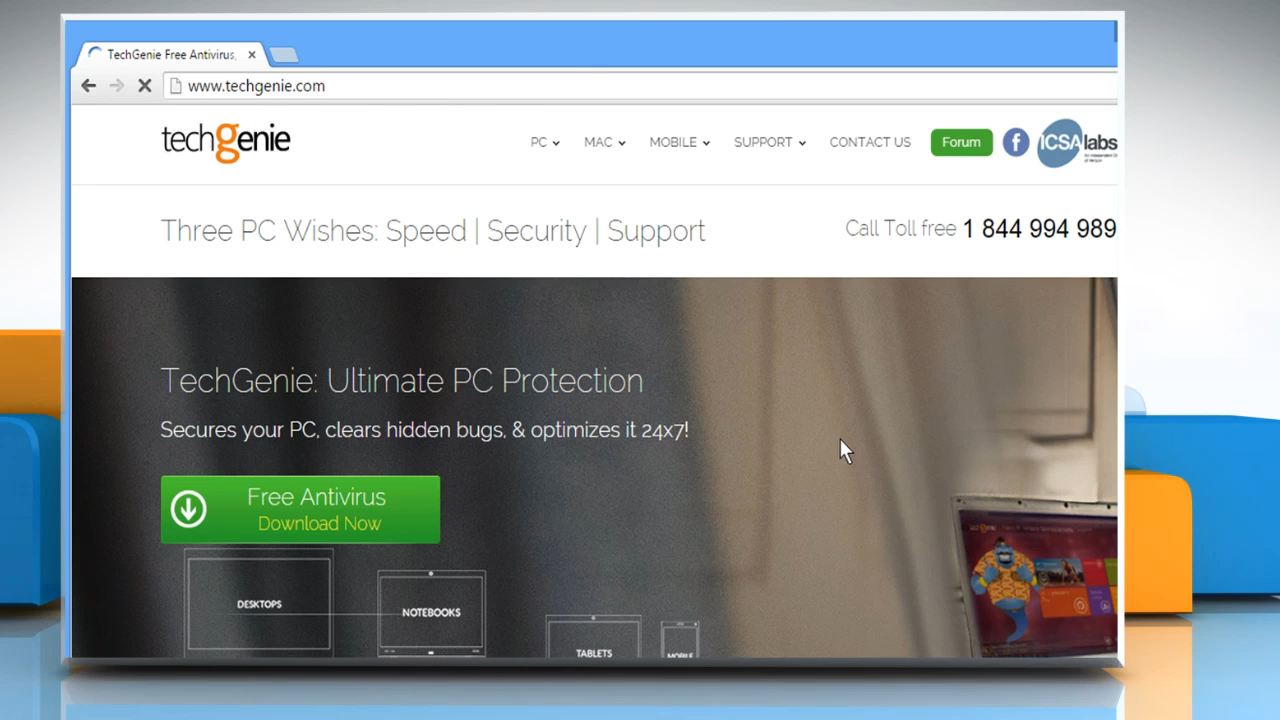 TechGenie Free Antivirus,
www.techgenie.com
techgenie
PC
MAC
MOBILE
SUPPORT
CONTACT US
Forum
f
ICSAlabs
Three PC Wishes: Speed | Security | Support
Call Toll free 1 844 994 989
TechGenie: Ultimate PC Protection
Secures your PC, clears hidden bugs, & optimizes it 24x7!
Free Antivirus
Download Now
DESKTOPS
NOTEBOOKS
TABLETS
MOBILE